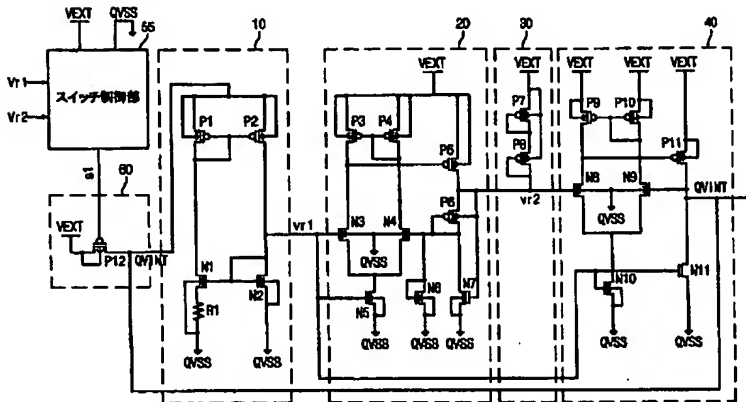 VEXT
QVSS
55
Vr1
Vr2
スイッチ制御部
s1
60
VEXT
P12
QVINT
10
P1
P2
N1
N2
R1
QVSS
QVSS
vr1
20
VEXT
P3
P4
P5
P6
N3
N4
QVSS
N5
N6
N7
QVSS
QVSS
QVSS
30
VEXT
P7
P8
vr2
40
VEXT
VEXT
VEXT
P9
P10
P11
N8
N9
QVSS
QVINT
N10
N11
QVSS
QVSS